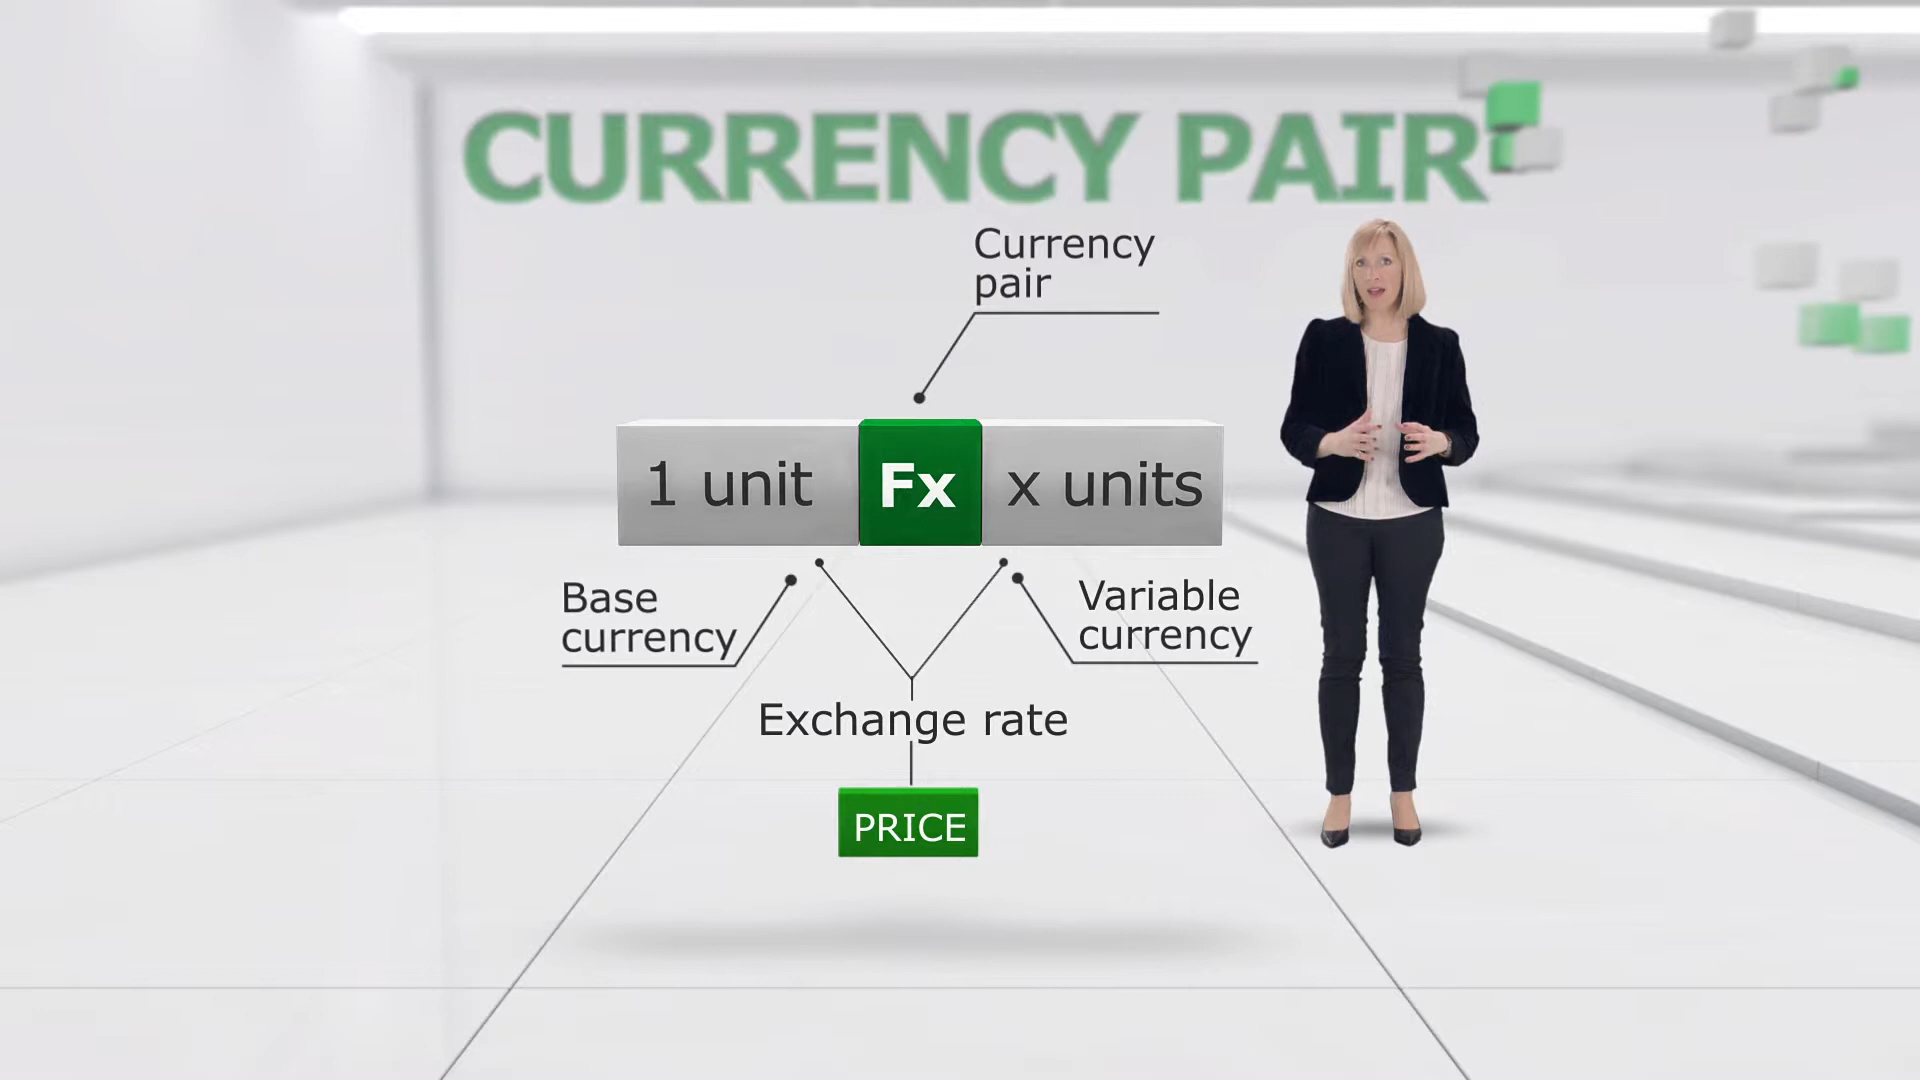 CURRENCY PAIR
Currency
pair
1 unit Fx x units
Base
currency
Variable
currency
Exchange rate
PRICE